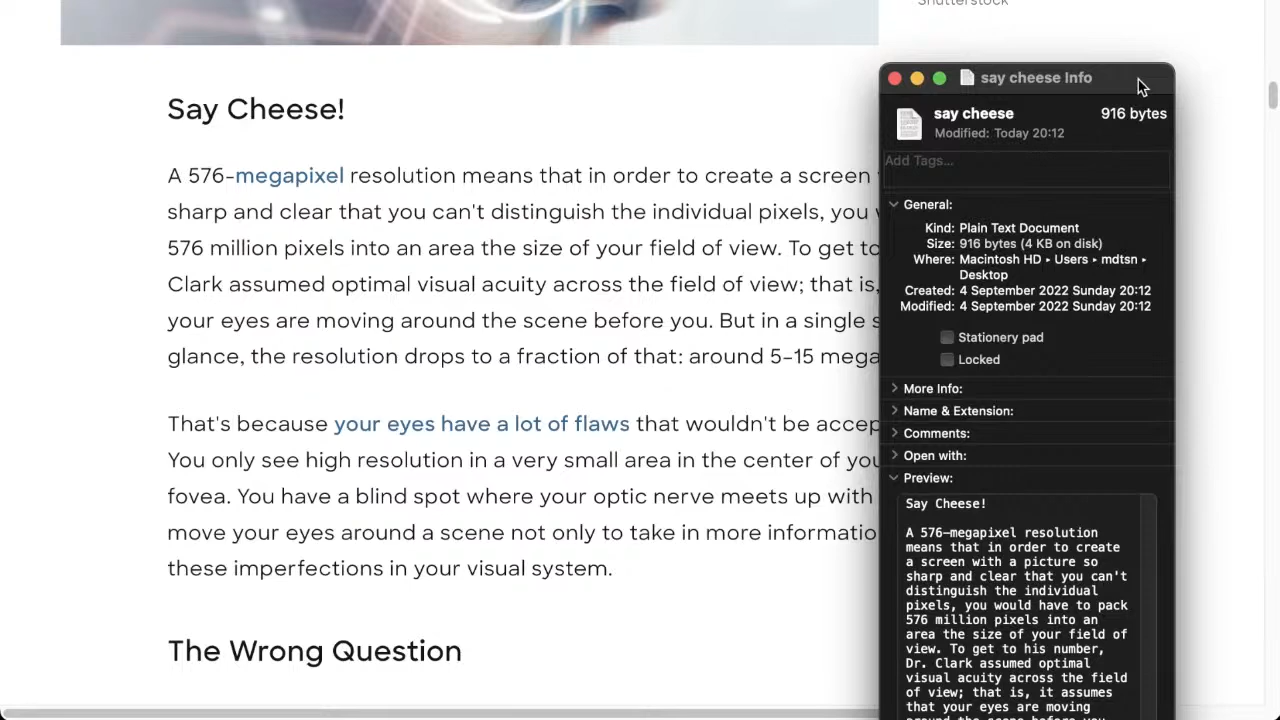 Shutterstock
Say Cheese!
A 576-megapixel resolution means that in order to create a screen
sharp and clear that you can't distinguish the individual pixels, you
576 million pixels into an area the size of your field of view. To get to
Clark assumed optimal visual acuity across the field of view; that is,
your eyes are moving around the scene before you. But in a single s
glance, the resolution drops to a fraction of that: around 5–15 mega
That's because your eyes have a lot of flaws that wouldn't be accep
You only see high resolution in a very small area in the center of you
fovea. You have a blind spot where your optic nerve meets up with
move your eyes around a scene not only to take in more informatio
these imperfections in your visual system.
The Wrong Question
say cheese Info
say cheese 916 bytes
Modified: Today 20:12
Add Tags...
General:
Kind: Plain Text Document
Size: 916 bytes (4 KB on disk)
Where: Macintosh HD ▸ Users ▸ mdtsn ▸
Desktop
Created: 4 September 2022 Sunday 20:12
Modified: 4 September 2022 Sunday 20:12
Stationery pad
Locked
More Info:
Name & Extension:
Comments:
Open with:
Preview:
Say Cheese!
A 576-megapixel resolution
means that in order to create
a screen with a picture so
sharp and clear that you can't
distinguish the individual
pixels, you would have to pack
576 million pixels into an
area the size of your field of
view. To get to his number,
Dr. Clark assumed optimal
visual acuity across the field
of view; that is, it assumes
that your eyes are moving
around the scene before you